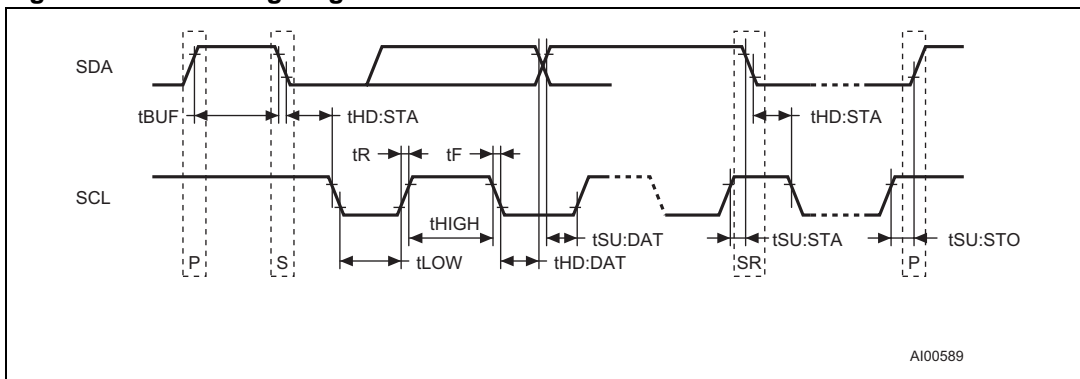 SDA
tBUF
tHD:STA
tHD:STA
tR
tF
SCL
tHIGH
tSU:DAT
tSU:STA
tSU:STO
tLOW
tHD:DAT
P
S
SR
P
AI00589